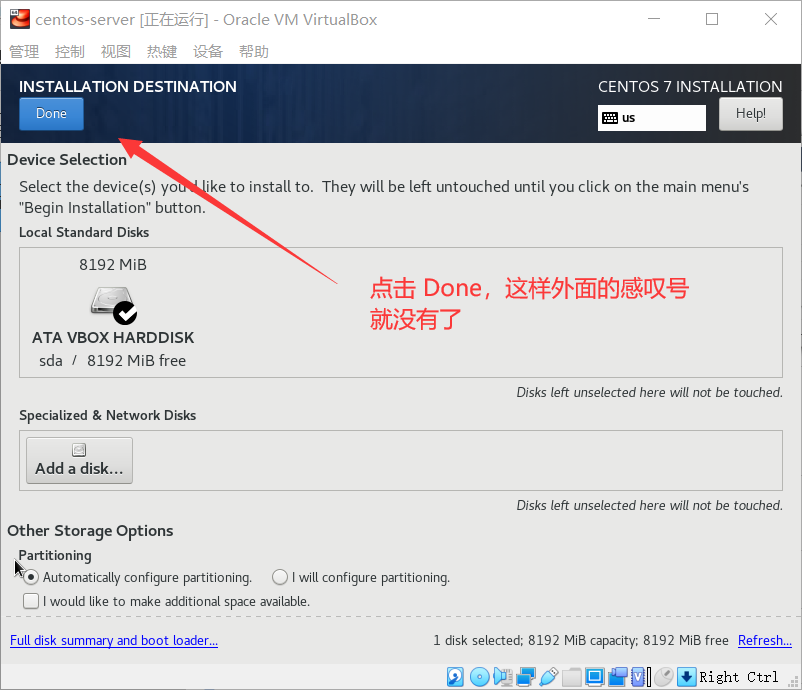 centos-server [正在运行] - Oracle VM VirtualBox
管理 控制 视图 热键 设备 帮助
INSTALLATION DESTINATION
CENTOS 7 INSTALLATION
Done
us
Help!
Device Selection
Select the device(s) you'd like to install to. They will be left untouched until you click on the main menu's
"Begin Installation" button.
Local Standard Disks
8192 MiB
ATA VBOX HARDDISK
sda / 8192 MiB free
点击 Done，这样外面的感叹号
就没有了
Disks left unselected here will not be touched.
Specialized & Network Disks
Add a disk...
Disks left unselected here will not be touched.
Other Storage Options
Partitioning
Automatically configure partitioning. I will configure partitioning.
I would like to make additional space available.
Full disk summary and boot loader... 1 disk selected; 8192 MiB capacity; 8192 MiB free Refresh...
Right Ctrl